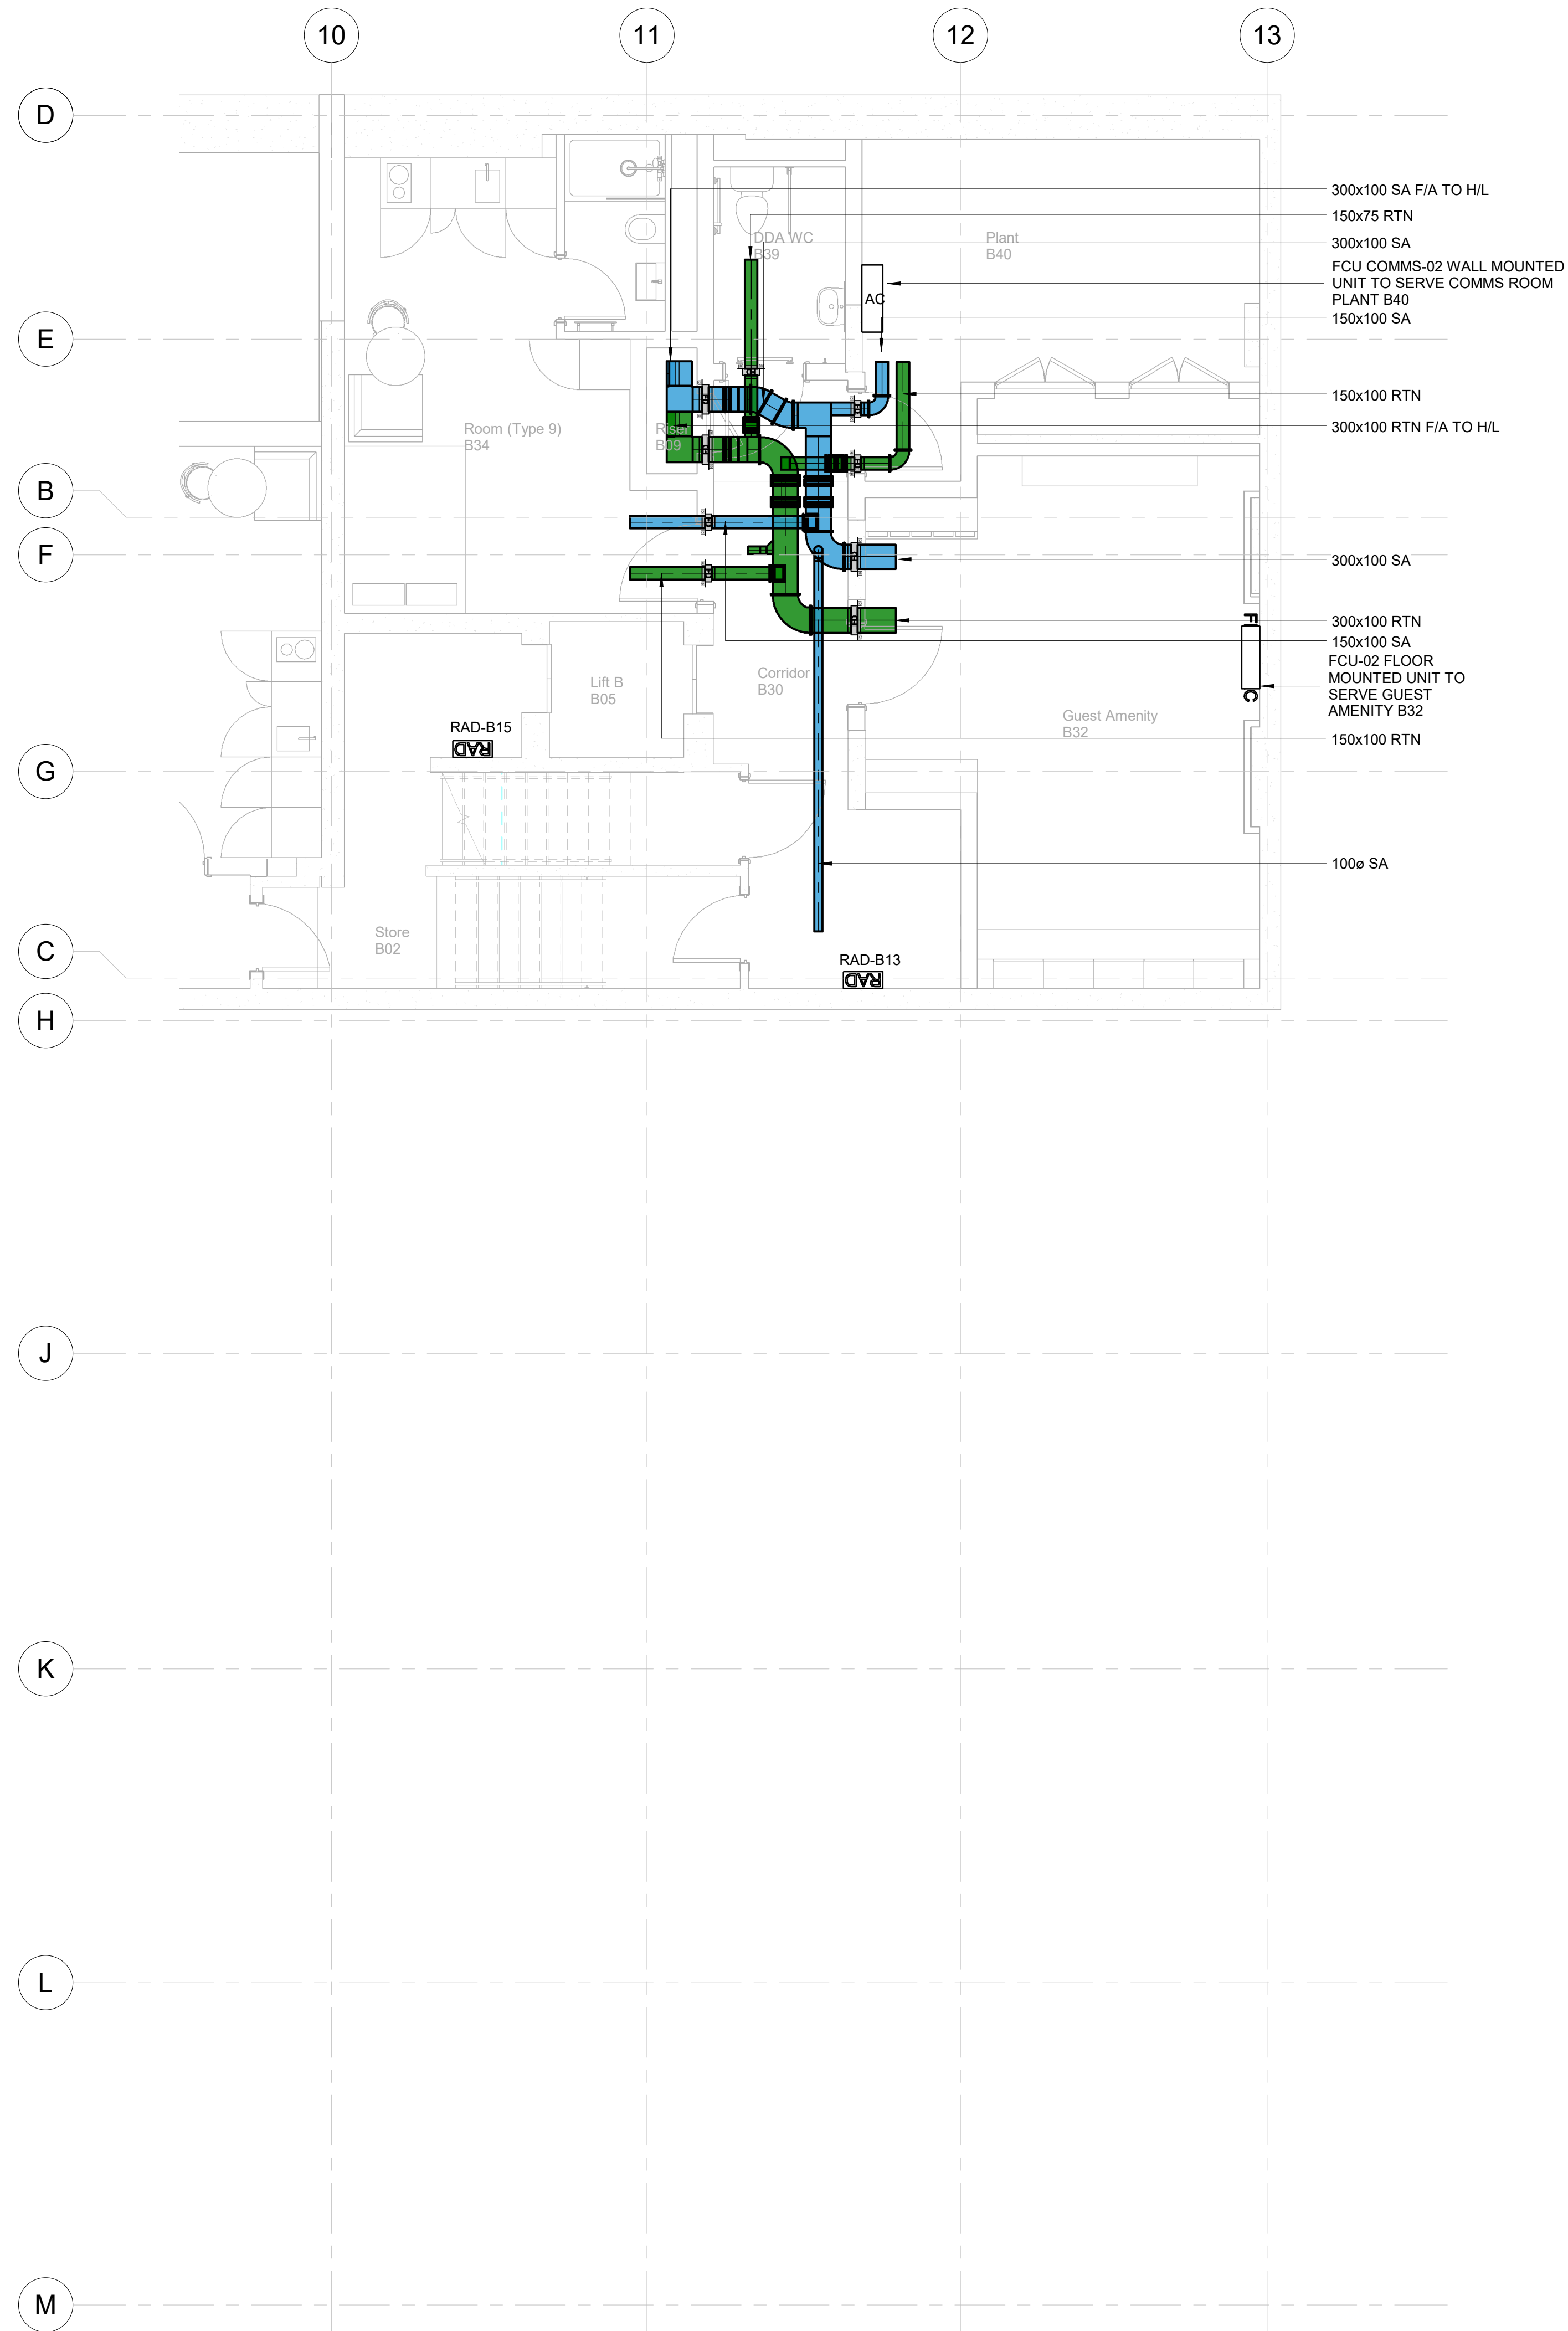 10
11
12
13
D
E
B
F
G
C
H
J
K
L
M
300x100 SA F/A TO H/L
150x75 RTN
300x100 SA
FCU COMMS-02 WALL MOUNTED
UNIT TO SERVE COMMS ROOM
PLANT B40
150x100 SA
150x100 RTN
300x100 RTN F/A TO H/L
300x100 SA
300x100 RTN
150x100 SA
FCU-02 FLOOR
MOUNTED UNIT TO
SERVE GUEST
AMENITY B32
150x100 RTN
100ø SA
DDA WC
B39
Plant
B40
AC
Room (Type 9)
B34
Riser
B09
Lift B
B05
Corridor
B30
Guest Amenity
B32
F
C
RAD-B15
RAD
Store
B02
RAD-B13
RAD